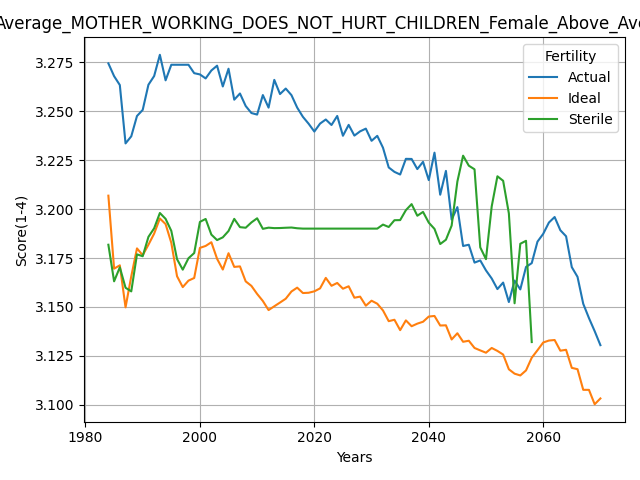 Average_MOTHER_WORKING_DOES_NOT_HURT_CHILDREN_Female_Above_Ave
Fertility
Actual
Ideal
Sterile
Score(1-4)
3.275
3.250
3.225
3.200
3.175
3.150
3.125
3.100
1980 2000 2020 2040 2060
Years